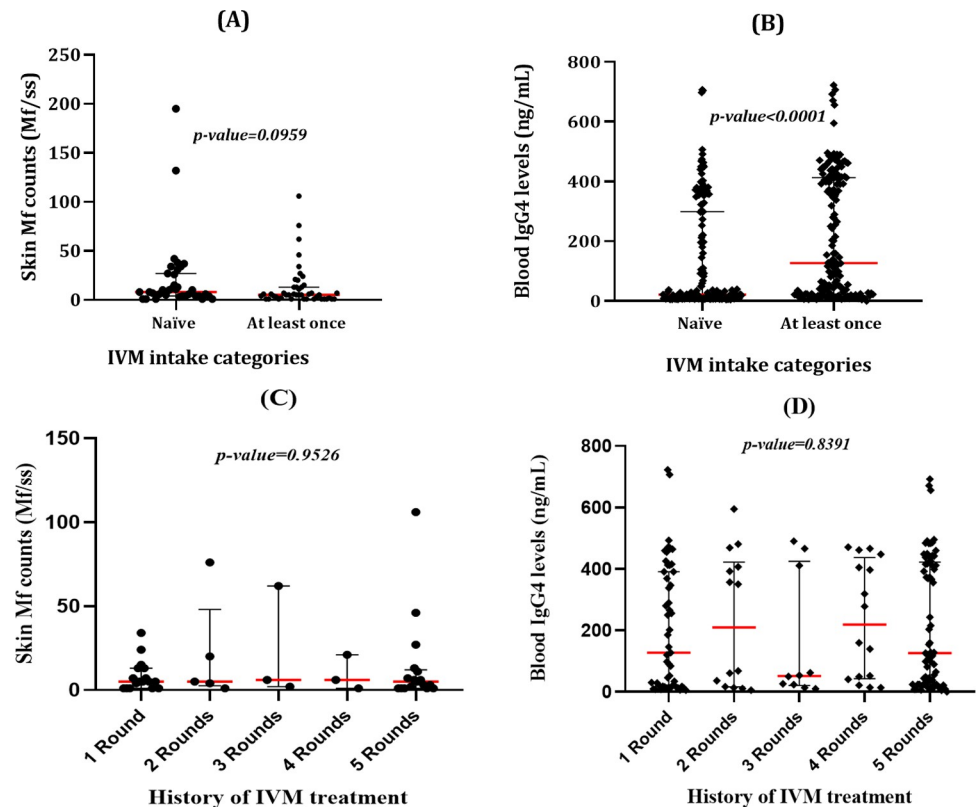 (A)
Skin Mf counts (Mf/ss)
250
200
150
100
50
0
p-value=0.0959
Naïve
At least once
IVM intake categories
(B)
Blood IgG4 levels (ng/mL)
800
600
400
200
0
p-value<0.0001
Naïve
At least once
IVM intake categories
(C)
Skin Mf counts (Mf/ss)
150
100
50
0
p-value=0.9526
1 Round
2 Rounds
3 Rounds
4 Rounds
5 Rounds
History of IVM treatment
(D)
Blood IgG4 levels (ng/mL)
800
600
400
200
0
p-value=0.8391
1 Round
2 Rounds
3 Rounds
4 Rounds
5 Rounds
History of IVM treatment